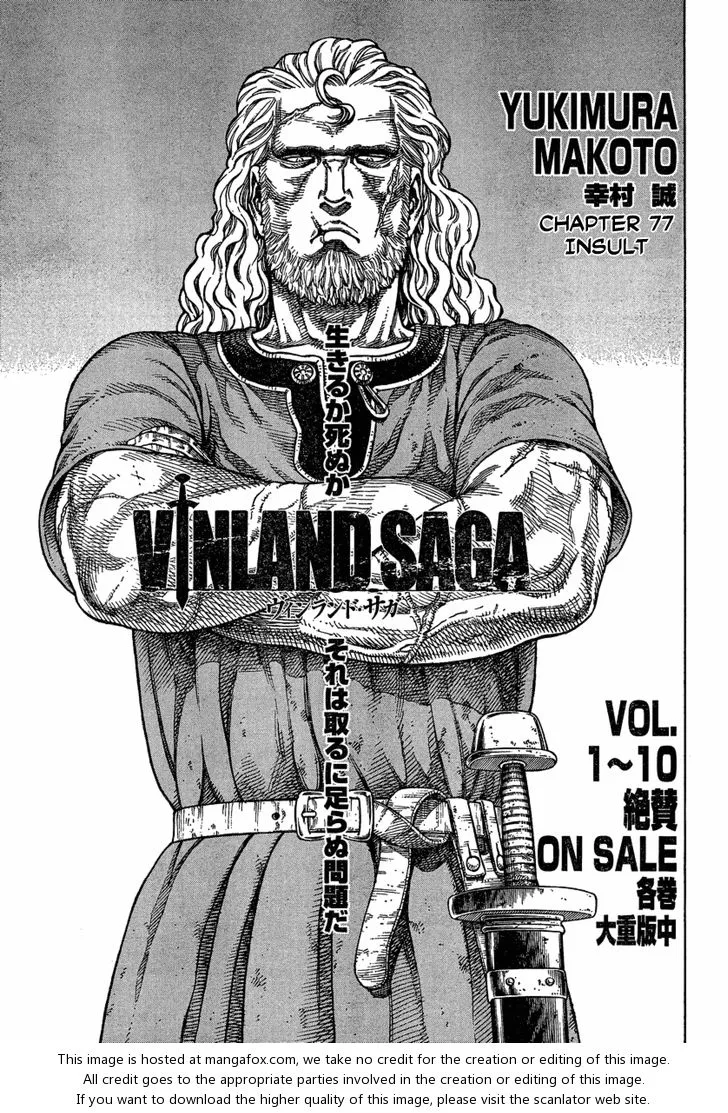 YUKIMURA
MAKOTO
幸村 誠
CHAPTER 77
INSULT
生きるか死ぬか
VINLAND SAGA
ヴィンランド・サガ
それは取るに足らぬ問題だ
VOL.
1~10
絶賛
ON SALE
各巻
大重版中
This image is hosted at mangafox.com, we take no credit for the creation or editing of this image.
All credit goes to the appropriate parties involved in the creation or editing of this image.
If you want to download the higher quality of this image, please visit the scanlator web site.